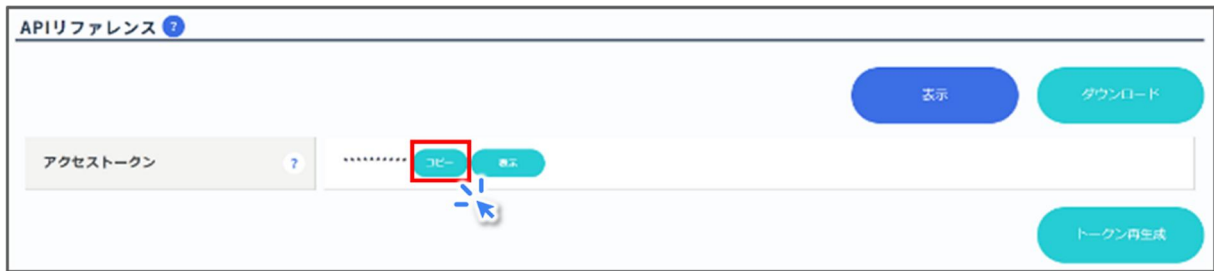 APIリファレンス ?
表示 ダウンロード
アクセストークン ? ********** コピー 表示
トークン再生成